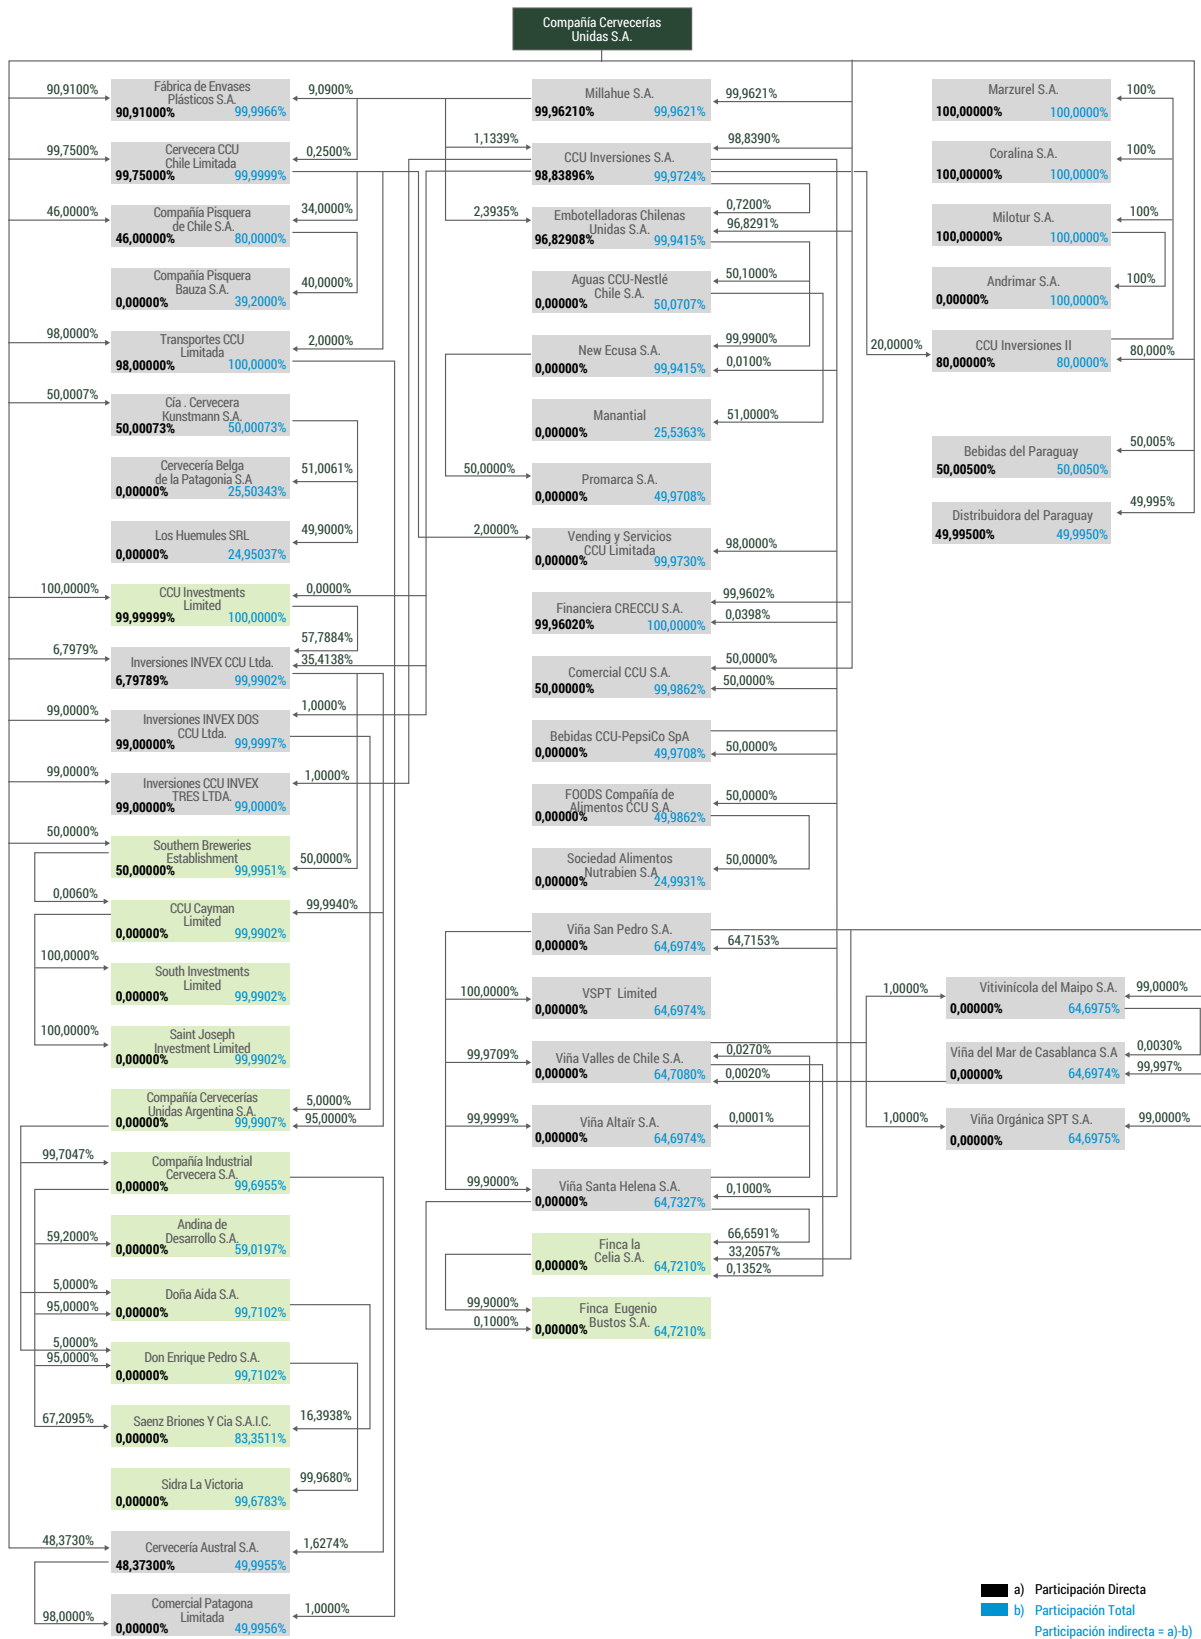 Compañía Cervecerías
Unidas S.A.
90,9100%
Fábrica de Envases
Plásticos S.A.
90,91000% 99,9966%
9,0900%
99,7500%
Cervecera CCU
Chile Limitada
99,75000% 99,9999%
0,2500%
46,0000%
Compañía Pisquera
de Chile S.A.
46,00000% 80,0000%
34,0000%
Compañía Pisquera
Bauza S.A.
0,00000% 39,2000%
40,0000%
98,0000%
Transportes CCU
Limitada
98,00000% 100,0000%
2,0000%
50,0007%
Cía . Cervecera
Kunstmann S.A.
50,00073% 50,00073%
Cervecería Belga
de la Patagonia S.A
0,00000% 25,50343%
51,0061%
Los Huemules SRL
0,00000% 24,95037%
49,9000%
100,0000%
CCU Investments
Limited
99,99999% 100,0000%
0,0000%
57,7884%
6,7979%
Inversiones INVEX CCU Ltda.
6,79789% 99,9902%
35,4138%
99,0000%
Inversiones INVEX DOS
CCU Ltda.
99,00000% 99,9997%
1,0000%
99,0000%
Inversiones CCU INVEX
TRES LTDA.
99,00000% 99,0000%
1,0000%
50,0000%
Southern Breweries
Establishment
50,00000% 99,9951%
50,0000%
0,0060%
CCU Cayman
Limited
0,00000% 99,9902%
99,9940%
100,0000%
South Investments
Limited
0,00000% 99,9902%
100,0000%
Saint Joseph
Investment Limited
0,00000% 99,9902%
Compañía Cervecerías
Unidas Argentina S.A.
0,00000% 99,9907%
5,0000%
95,0000%
99,7047%
Compañía Industrial
Cervecera S.A.
0,00000% 99,6955%
59,2000%
Andina de
Desarrollo S.A.
0,00000% 59,0197%
5,0000%
95,0000%
Doña Aida S.A.
0,00000% 99,7102%
5,0000%
95,0000%
Don Enrique Pedro S.A.
0,00000% 99,7102%
67,2095%
Saenz Briones Y Cia S.A.I.C.
0,00000% 83,3511%
16,3938%
Sidra La Victoria
0,00000% 99,6783%
99,9680%
48,3730%
Cervecería Austral S.A.
48,37300% 49,9955%
1,6274%
98,0000%
Comercial Patagona
Limitada
0,00000% 49,9956%
1,0000%
Millahue S.A.
99,96210% 99,9621%
99,9621%
1,1339%
CCU Inversiones S.A.
98,83896% 99,9724%
98,8390%
2,3935%
Embotelladoras Chilenas
Unidas S.A.
96,82908% 99,9415%
0,7200%
96,8291%
Aguas CCU-Nestlé
Chile S.A.
0,00000% 50,0707%
50,1000%
New Ecusa S.A.
0,00000% 99,9415%
99,9900%
0,0100%
Manantial
0,00000% 25,5363%
51,0000%
50,0000%
Promarca S.A.
0,00000% 49,9708%
2,0000%
Vending y Servicios
CCU Limitada
0,00000% 99,9730%
98,0000%
Financiera CRECCU S.A.
99,96020% 100,0000%
99,9602%
0,0398%
Comercial CCU S.A.
50,00000% 99,9862%
50,0000%
50,0000%
Bebidas CCU-PepsiCo SpA
0,00000% 49,9708%
50,0000%
FOODS Compañía de
Alimentos CCU S.A.
0,00000% 49,9862%
50,0000%
Sociedad Alimentos
Nutrabien S.A
0,00000% 24,9931%
50,0000%
Viña San Pedro S.A.
0,00000% 64,6974%
64,7153%
100,0000%
VSPT Limited
0,00000% 64,6974%
99,9709%
Viña Valles de Chile S.A.
0,00000% 64,7080%
0,0270%
0,0020%
99,9999%
Viña Altaïr S.A.
0,00000% 64,6974%
0,0001%
99,9000%
Viña Santa Helena S.A.
0,00000% 64,7327%
0,1000%
Finca la
Celia S.A.
0,00000% 64,7210%
66,6591%
33,2057%
0,1352%
99,9000%
0,1000%
Finca Eugenio
Bustos S.A.
0,00000% 64,7210%
Marzurel S.A.
100,00000% 100,0000%
100%
Coralina S.A.
100,00000% 100,0000%
100%
Milotur S.A.
100,00000% 100,0000%
100%
Andrimar S.A.
0,00000% 100,0000%
100%
20,0000%
CCU Inversiones II
80,00000% 80,0000%
80,000%
Bebidas del Paraguay
50,00500% 50,0050%
50,005%
Distribuidora del Paraguay
49,99500% 49,9950%
49,995%
1,0000%
Vitivinícola del Maipo S.A.
0,00000% 64,6975%
99,0000%
Viña del Mar de Casablanca S.A
0,00000% 64,6974%
0,0030%
99,997%
1,0000%
Viña Orgánica SPT S.A.
0,00000% 64,6975%
99,0000%
a) Participación Directa
b) Participación Total
Participación indirecta = a)-b)